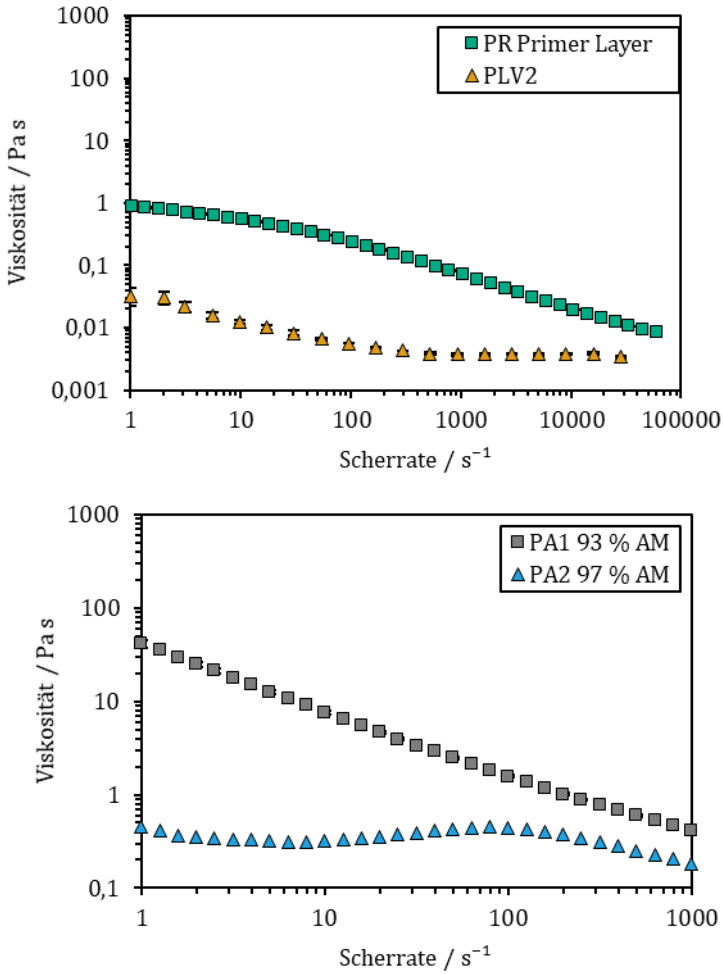 1000
100
10
1
0,1
0,01
0,001
Viskosität / Pa s
PR Primer Layer
PLV2
1 10 100 1000 10000 100000
Scherrate / s⁻¹
1000
100
10
1
0,1
Viskosität / Pa s
PA1 93 % AM
PA2 97 % AM
1 10 100 1000
Scherrate / s⁻¹